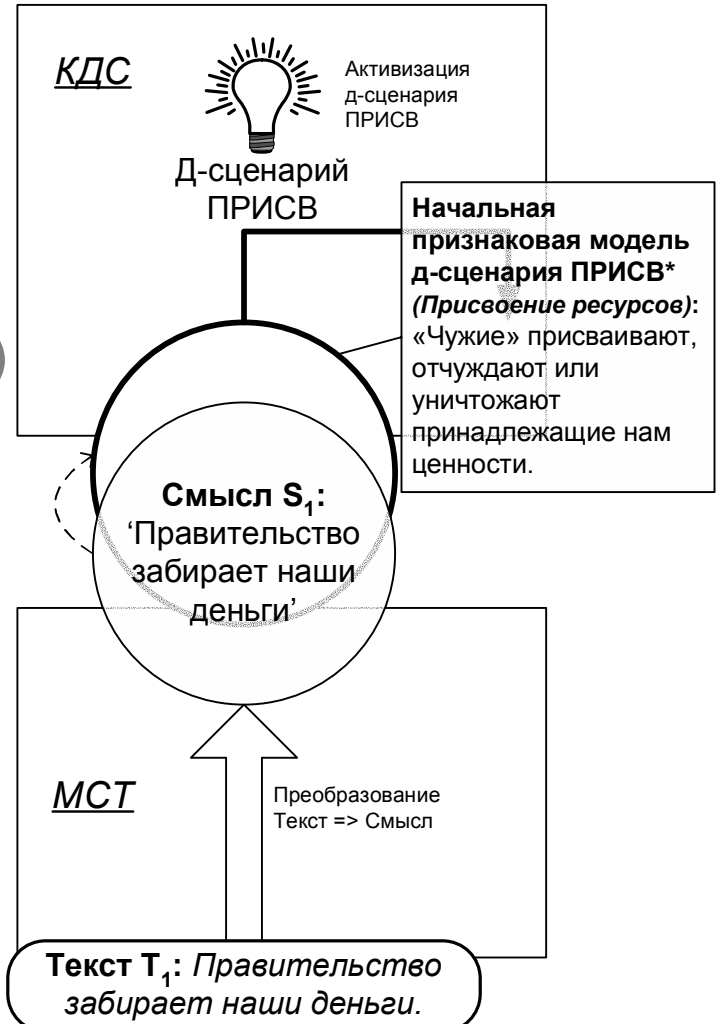 КДС
Активизация
д-сценария
ПРИСВ
Д-сценарий
ПРИСВ
Начальная
признаковая модель
д-сценария ПРИСВ*
(Присвоение ресурсов):
«Чужие» присваивают,
отчуждают или
уничтожают
принадлежащие нам
ценности.
Смысл S₁:
‘Правительство
забирает наши
деньги’
МСТ
Преобразование
Текст => Смысл
Текст T₁: Правительство
забирает наши деньги.